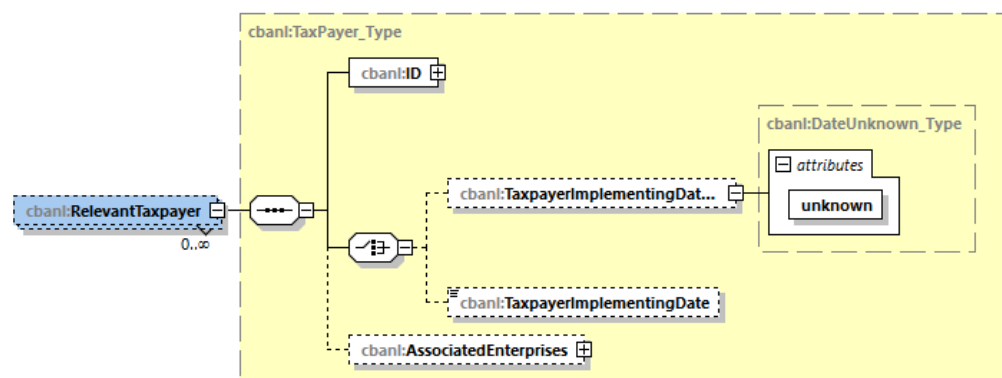 cbanl:TaxPayer_Type
cbanl:ID
cbanl:DateUnknown_Type
attributes
cbanl:TaxpayerImplementingDat...
unknown
cbanl:RelevantTaxpayer
0..∞
cbanl:TaxpayerImplementingDate
cbanl:AssociatedEnterprises